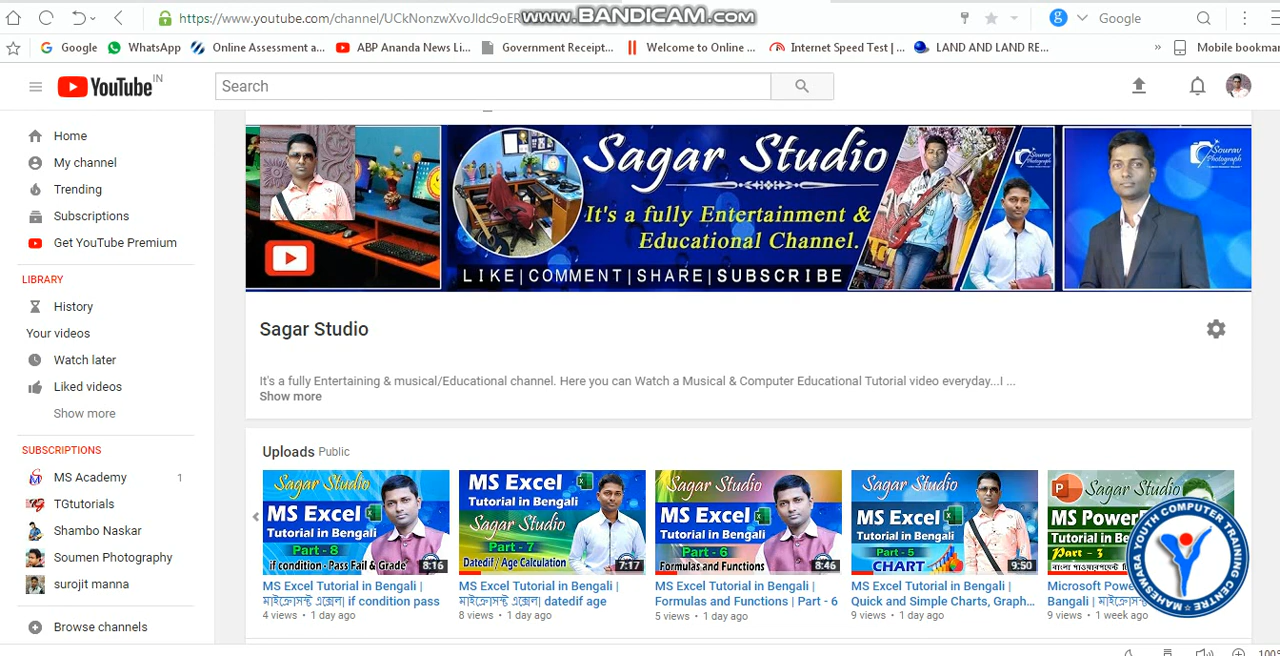 www.BANDICAM.com
https://www.youtube.com/channel/UCkNonzwXvoJIdc9oER
Google
Google
WhatsApp
Online Assessment a...
ABP Ananda News Li...
Government Receipt...
Welcome to Online ...
Internet Speed Test | ...
LAND AND LAND RE...
»
Mobile bookmar
YouTube IN
Search
Home
My channel
Trending
Subscriptions
Get YouTube Premium
LIBRARY
History
Your videos
Watch later
Liked videos
Show more
SUBSCRIPTIONS
MS Academy 1
TGtutorials
Shambo Naskar
Soumen Photography
surojit manna
Browse channels
Sagar Studio
It's a fully Entertainment &
Educational Channel.
LIKE|COMMENT|SHARE|SUBSCRIBE
Sourav
Photograph
Sourav
Photograph
Sagar Studio
It's a fully Entertaining & musical/Educational channel. Here you can Watch a Musical & Computer Educational Tutorial video everyday...I ...
Show more
Uploads Public
Sagar Studio
MS Excel
Tutorial in Bengali
Part - 8
if condition - Pass Fail & Grade
8:16
MS Excel Tutorial in Bengali |
মাইক্রোসফ্ট এক্সেল| if condition pass
4 views • 1 day ago
MS Excel
Tutorial in Bengali
Sagar Studio
Part - 7
Datedif / Age Calculation
7:17
MS Excel Tutorial in Bengali |
মাইক্রোসফ্ট এক্সেল| datedif age
8 views • 1 day ago
Sagar Studio
MS Excel
Tutorial in Bengali
Part - 6
Formulas and Functions
8:46
MS Excel Tutorial in Bengali |
Formulas and Functions | Part - 6
5 views • 1 day ago
Sagar Studio
MS Excel
Tutorial in Bengali
Part - 5
CHART
9:50
MS Excel Tutorial in Bengali |
Quick and Simple Charts, Graph...
9 views • 1 day ago
Sagar Studio
MS Power
Tutorial in Be
Part - 3
Microsoft Pow
Bengali |
9 views • 1 week ago
MAHESWARA YOUTH COMPUTER TRAINING CENTRE